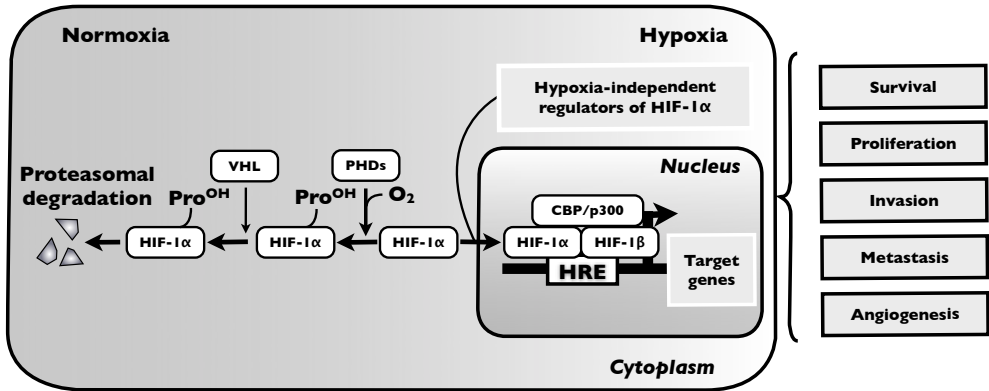 Normoxia
Hypoxia
Hypoxia-independent
regulators of HIF-1α
Survival
Proliferation
Invasion
Metastasis
Angiogenesis
Nucleus
Proteasomal
degradation
VHL
PHDs
Pro^OH
Pro^OH
O₂
HIF-1α
HIF-1α
HIF-1α
CBP/p300
HIF-1α
HIF-1β
HRE
Target
genes
Cytoplasm